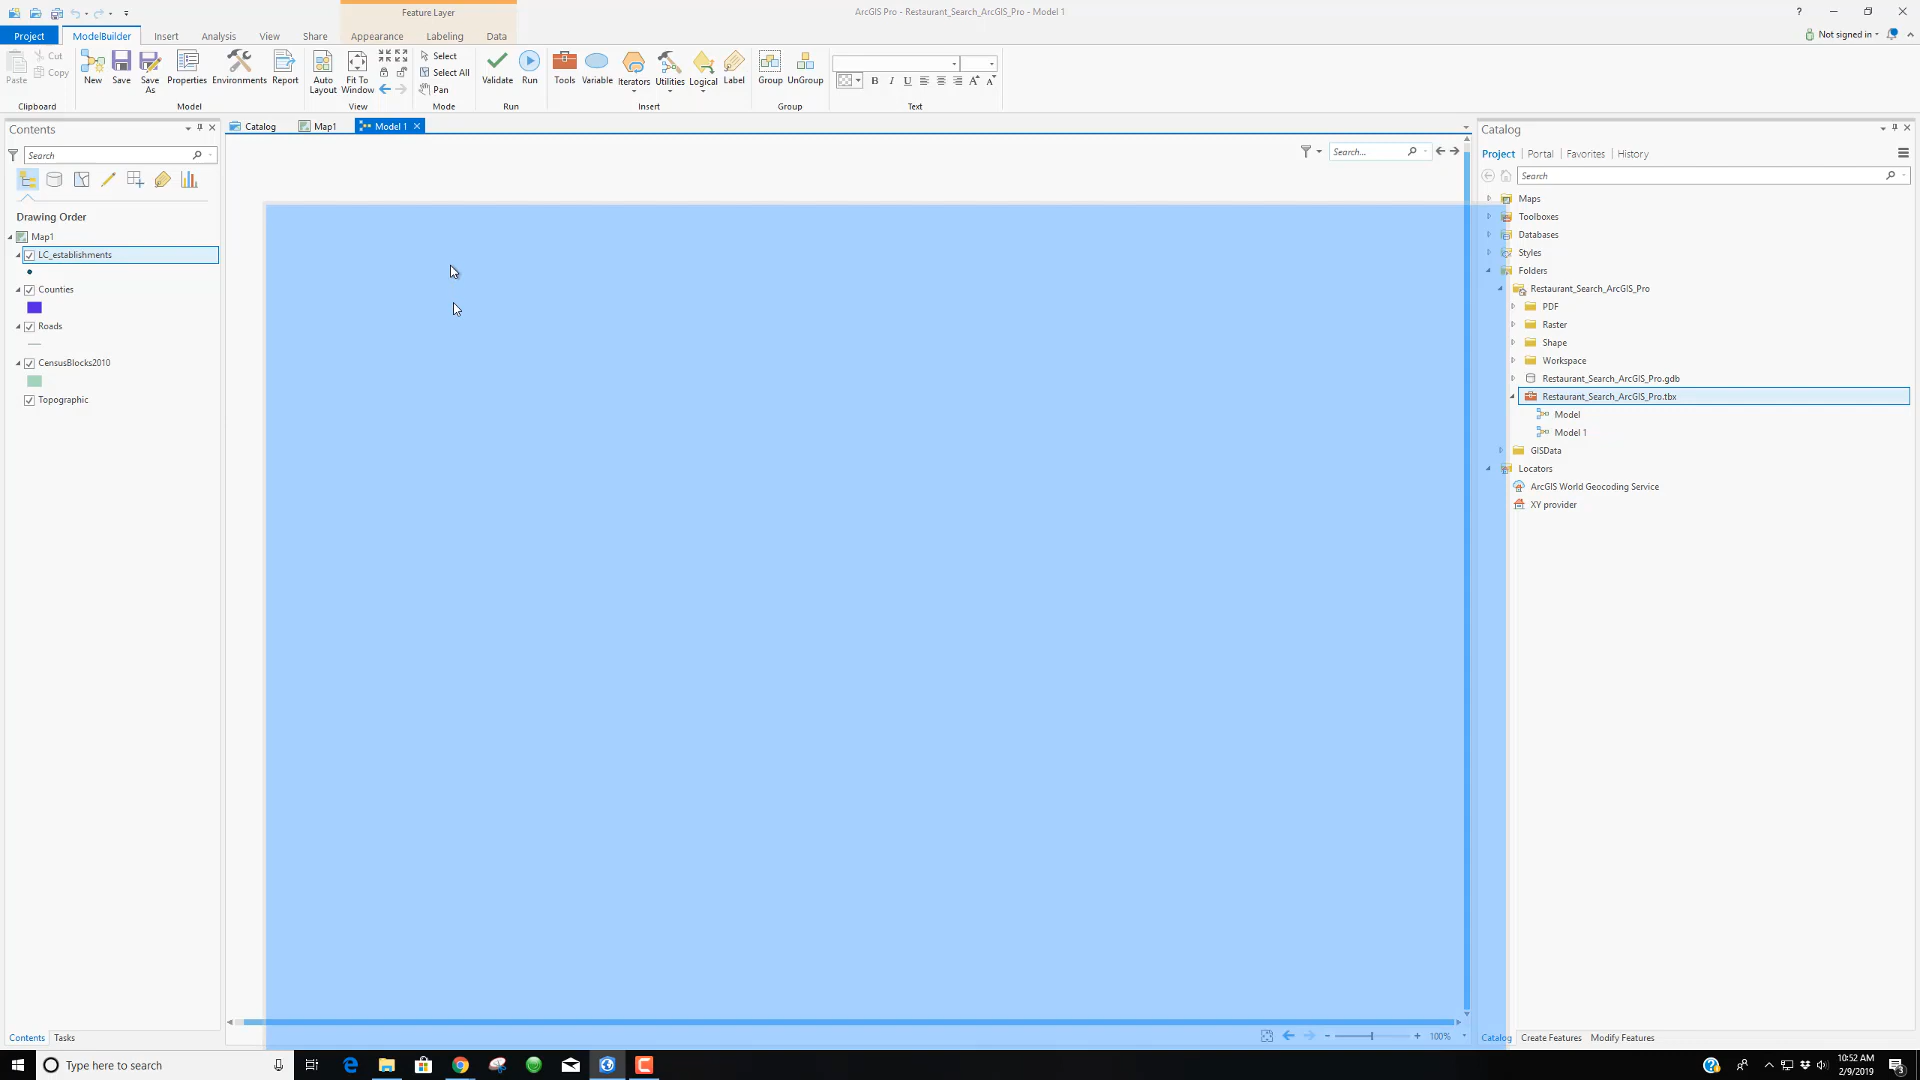 Feature Layer
ArcGIS Pro - Restaurant_Search_ArcGIS_Pro - Model 1
?
Project ModelBuilder Insert Analysis View Share Appearance Labeling Data
Not signed in
Paste Cut Copy
New Save Save As Properties Environments Report
Auto Layout Fit To Window
Select
Select All
Pan
Validate Run
Tools Variable Iterators Utilities Logical Label
Group UnGroup
B I U A A
Clipboard Model View Mode Run Insert Group Text
Contents
Search
Drawing Order
Map1
LC_establishments
Counties
Roads
CensusBlocks2010
Topographic
Contents Tasks
Catalog Map1 Model 1
Search...
100%
Catalog
Project Portal Favorites History
Search
Maps
Toolboxes
Databases
Styles
Folders
Restaurant_Search_ArcGIS_Pro
PDF
Raster
Shape
Workspace
Restaurant_Search_ArcGIS_Pro.gdb
Restaurant_Search_ArcGIS_Pro.tbx
Model
Model 1
GISData
Locators
ArcGIS World Geocoding Service
XY provider
Catalog Create Features Modify Features
Type here to search
10:52 AM
2/9/2019
3